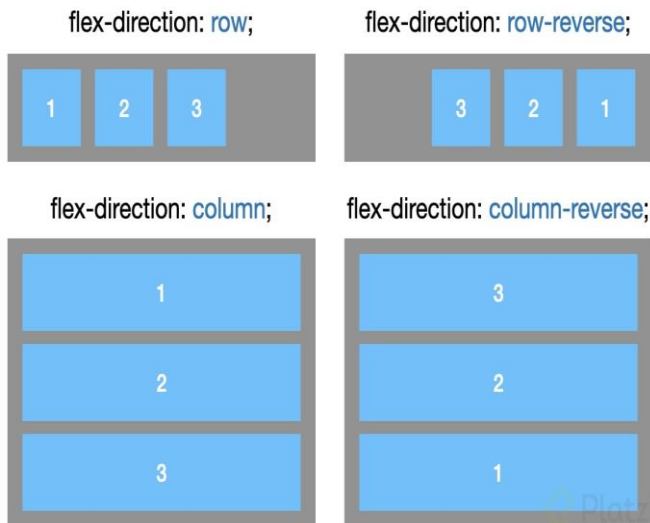 flex-direction: row;
1 2 3
flex-direction: row-reverse;
3 2 1
flex-direction: column;
1
2
3
flex-direction: column-reverse;
3
2
1
Platz